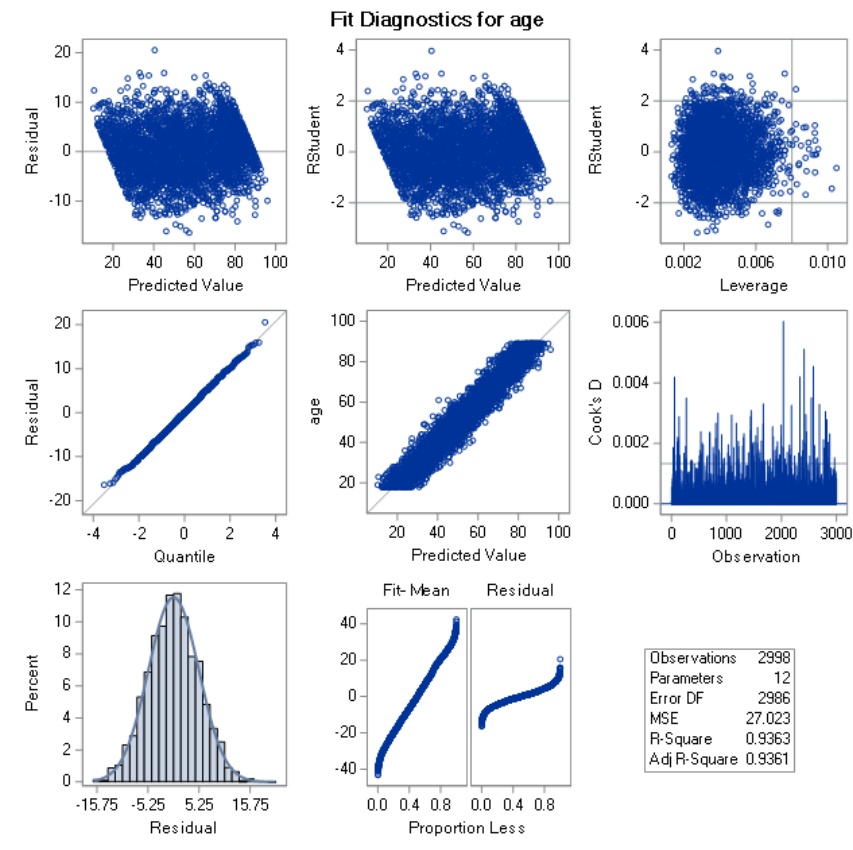 Fit Diagnostics for age
20
10
0
-10
Residual
20 40 60 80 100
Predicted Value
4
2
0
-2
RStudent
20 40 60 80 100
Predicted Value
4
2
0
-2
RStudent
0.002 0.006 0.010
Leverage
20
10
0
-10
-20
Residual
-4 -2 0 2 4
Quantile
100
80
60
40
20
age
20 40 60 80 100
Predicted Value
0.006
0.004
0.002
0.000
Cook's D
0 1000 2000 3000
Observation
12
10
8
6
4
2
0
Percent
-15.75 -5.25 5.25 15.75
Residual
Fit-Mean Residual
40
20
0
-20
-40
0.0 0.4 0.8 0.0 0.4 0.8
Proportion Less
Observations 2998
Parameters 12
Error DF 2986
MSE 27.023
R-Square 0.9363
Adj R-Square 0.9361